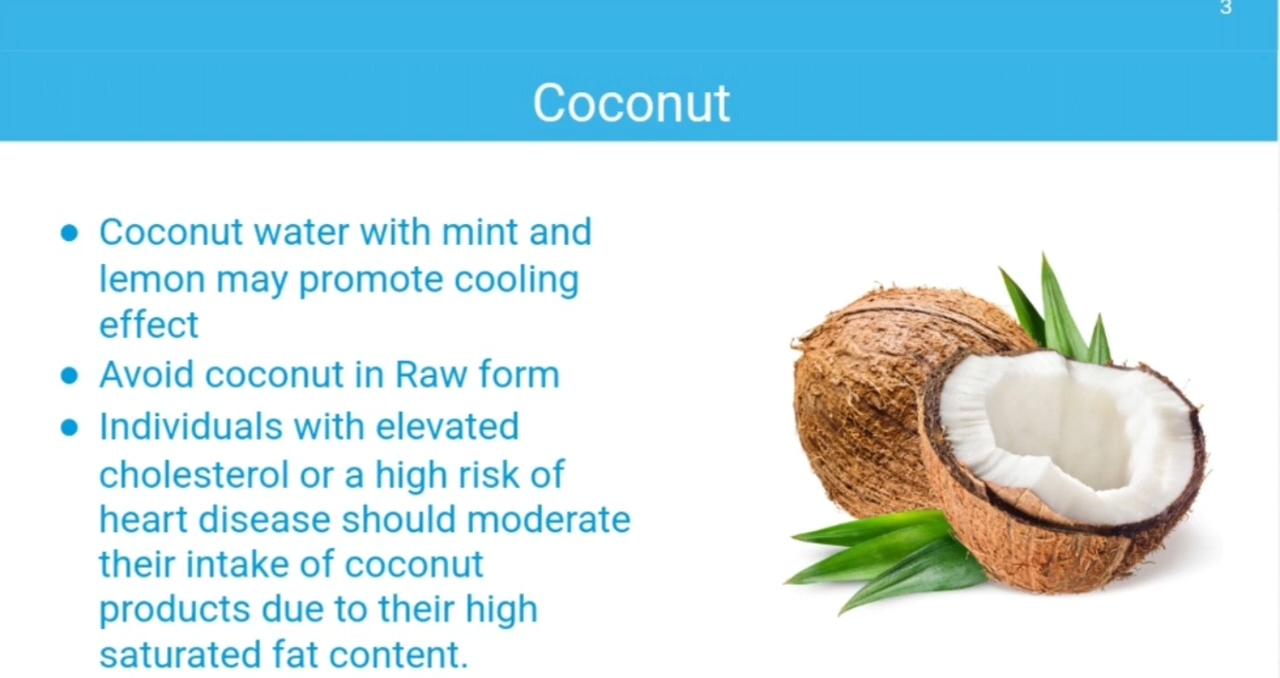 3
Coconut
● Coconut water with mint and
lemon may promote cooling
effect
● Avoid coconut in Raw form
● Individuals with elevated
cholesterol or a high risk of
heart disease should moderate
their intake of coconut
products due to their high
saturated fat content.